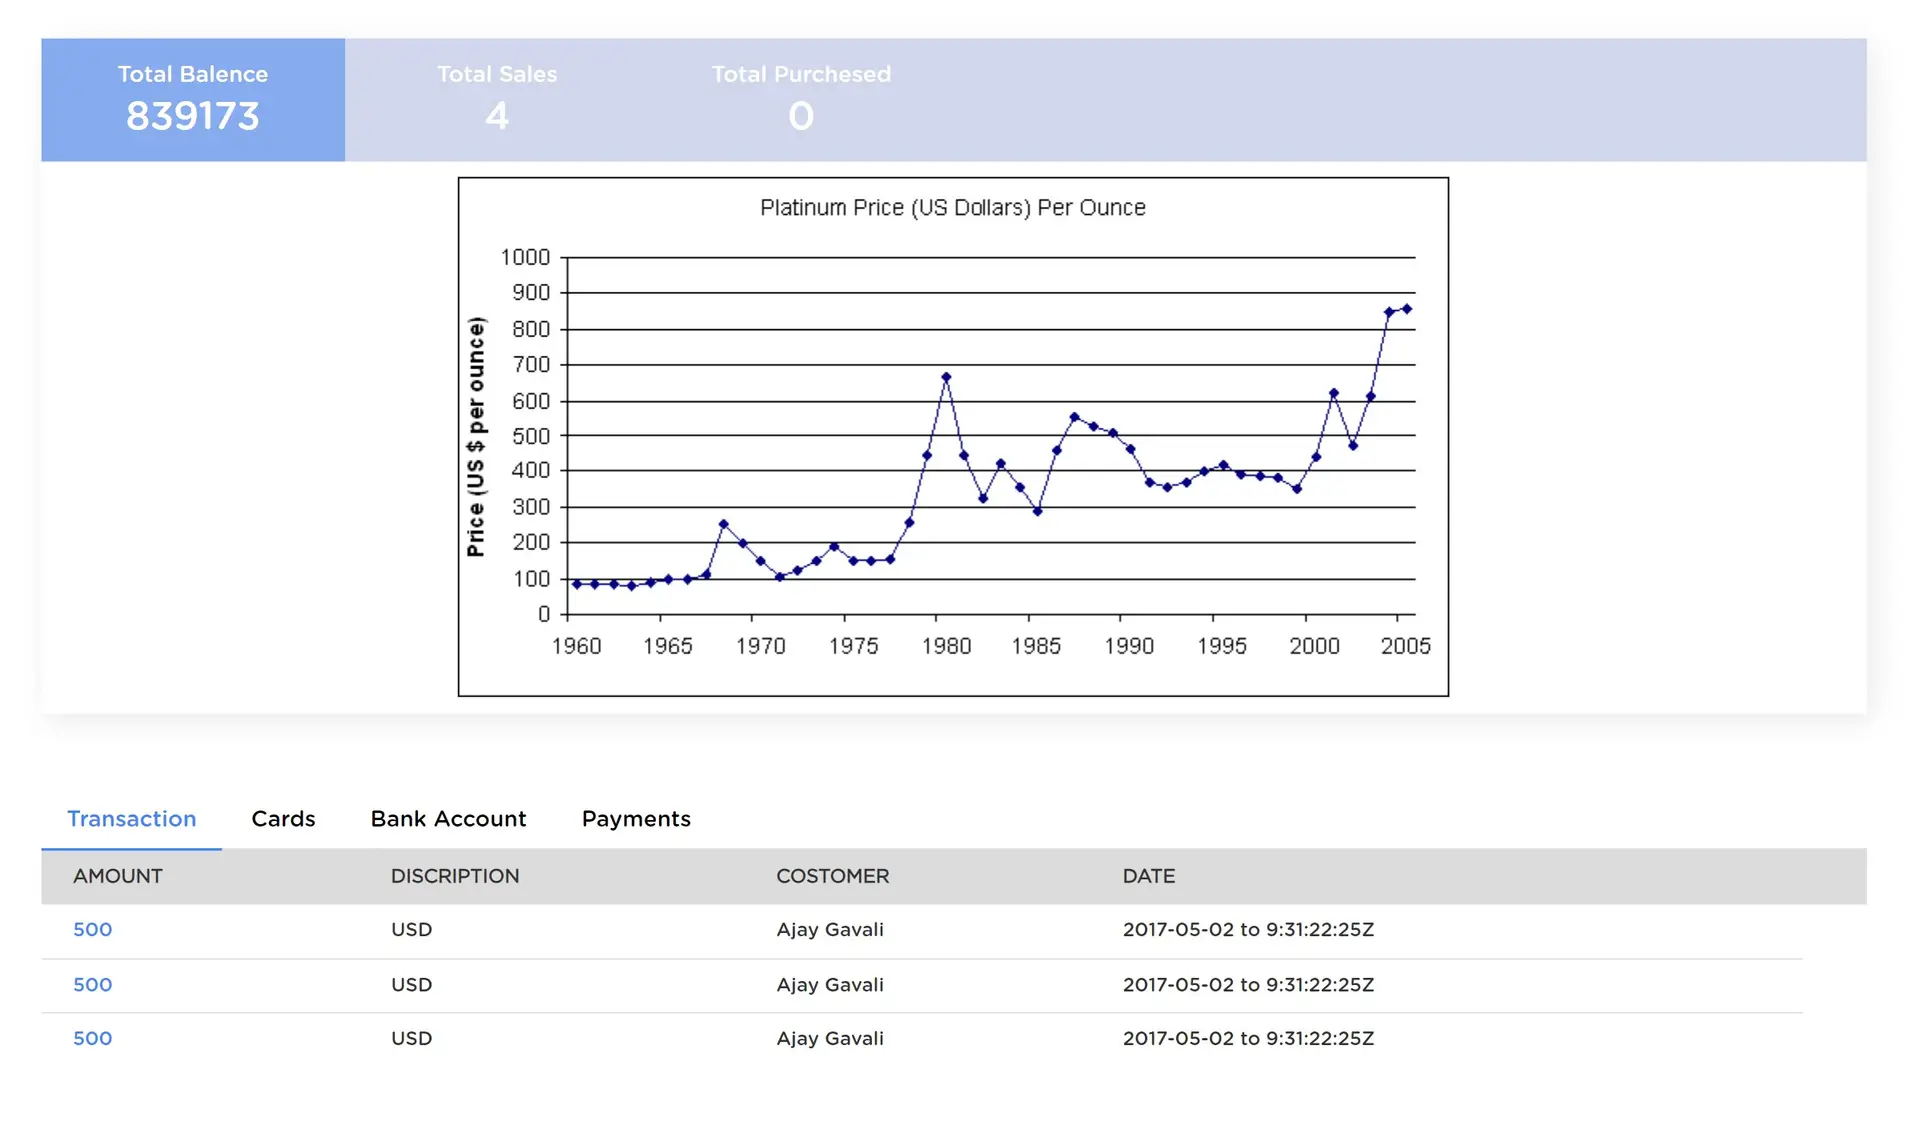 Total Balence Total Sales Total Purchesed
839173 4 0
Platinum Price (US Dollars) Per Ounce
Price (US $ per ounce)
1000
900
800
700
600
500
400
300
200
100
0
1960 1965 1970 1975 1980 1985 1990 1995 2000 2005
Transaction Cards Bank Account Payments
AMOUNT DISCRIPTION COSTOMER DATE
500 USD Ajay Gavali 2017-05-02 to 9:31:22:25Z
500 USD Ajay Gavali 2017-05-02 to 9:31:22:25Z
500 USD Ajay Gavali 2017-05-02 to 9:31:22:25Z